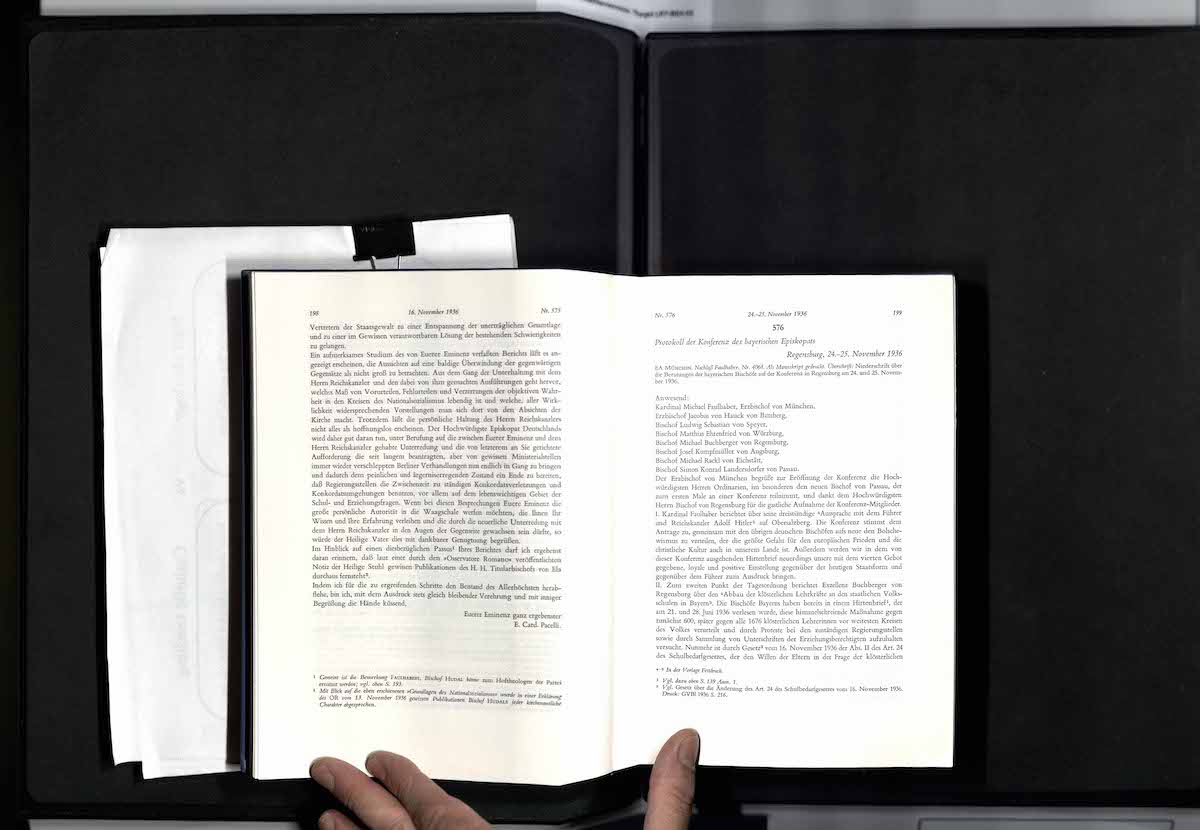 198 16. November 1936 Nr. 575
Vertretern der Staatsgewalt zu einer Entspannung der unerträglichen Gesamtlage
und zu einer im Gewissen verantwortbaren Lösung der bestehenden Schwierigkeiten
zu gelangen.
Ein aufmerksames Studium des von Euerer Eminenz verfaßten Berichts läßt es an-
gezeigt erscheinen, die Aussichten auf eine baldige Überwindung der gegenwärtigen
Gegensätze als nicht groß zu betrachten. Aus dem Gang der Unterhaltung mit dem
Herrn Reichskanzler und den dabei von ihm gemachten Ausführungen geht hervor,
welches Maß von Vorurteilen, Fehlurteilen und Verzerrungen der objektiven Wahr-
heit in den Kreisen des Nationalsozialismus lebendig ist und welche, aller Wirk-
lichkeit widersprechenden Vorstellungen man sich dort von den Absichten der
Kirche macht. Trotzdem läßt die persönliche Haltung des Herrn Reichskanzlers
nicht alles als hoffnungslos erscheinen. Der Hochwürdigste Episkopat Deutschlands
wird daher gut daran tun, unter Berufung auf die zwischen Euerer Eminenz und dem
Herrn Reichskanzler gehabte Unterredung und die von letzterem an Sie gerichtete
Aufforderung die seit langem beantragten, aber von gewissen Ministerialstellen
immer wieder verschleppten Berliner Verhandlungen nun endlich in Gang zu bringen
und dadurch dem peinlichen und ärgerniserregenden Zustand ein Ende zu bereiten,
daß Regierungsstellen die Zwischenzeit zu ständigen Konkordatsverletzungen und
Konkordatsumgehungen benutzen, vor allem auf dem lebenswichtigen Gebiet der
Schul- und Erziehungsfragen. Wenn bei diesen Besprechungen Euere Eminenz die
große persönliche Autorität in die Waagschale werfen möchten, die Ihnen Ihr
Wissen und Ihre Erfahrung verleihen und die durch die neuerliche Unterredung mit
dem Herrn Reichskanzler in den Augen der Gegenseite gewachsen sein dürfte, so
würde der Heilige Vater dies mit dankbarer Genugtuung begrüßen.
Im Hinblick auf einen diesbezüglichen Passus¹ Ihres Berichts darf ich ergebenst
daran erinnern, daß laut einer durch den »Osservatore Romano« veröffentlichten
Notiz der Heilige Stuhl gewissen Publikationen des H. H. Titularbischofs von Ela
durchaus fernsteht².
Indem ich für die zu ergreifenden Schritte den Beistand des Allerhöchsten herab-
flehe, bin ich, mit dem Ausdruck stets gleich bleibender Verehrung und mit inniger
Begrüßung die Hände küssend,
Euerer Eminenz ganz ergebenster
E. Card. Pacelli.
¹ Gemeint ist die Bemerkung FAULHABERS, Bischof HUDAL könne zum Hoftheologen der Partei
ernannt werden; vgl. oben S. 193.
² Mit Blick auf die eben erschienenen »Grundlagen des Nationalsozialismus« wurde in einer Erklärung
des OR vom 13. November 1936 gewissen Publikationen Bischof HUDALS jeder kirchenamtliche
Charakter abgesprochen.
Nr. 576 24.–25. November 1936 199
576
Protokoll der Konferenz des bayerischen Episkopats
Regensburg, 24.–25. November 1936
EA MÜNCHEN. Nachlaß Faulhaber. Nr. 4068. Als Manuskript gedruckt. Überschrift: Niederschrift über
die Beratungen der bayerischen Bischöfe auf der Konferenz in Regensburg am 24. und 25. Novem-
ber 1936.
Anwesend:
Kardinal Michael Faulhaber, Erzbischof von München,
Erzbischof Jacobus von Hauck von Bamberg,
Bischof Ludwig Sebastian von Speyer,
Bischof Matthias Ehrenfried von Würzburg,
Bischof Michael Buchberger von Regensburg,
Bischof Josef Kumpfmüller von Augsburg,
Bischof Michael Rackl von Eichstätt,
Bischof Simon Konrad Landersdorfer von Passau.
Der Erzbischof von München begrüßt zur Eröffnung der Konferenz die Hoch-
würdigsten Herren Ordinarien, im besonderen den neuen Bischof von Passau, der
zum ersten Male an einer Konferenz teilnimmt, und dankt dem Hochwürdigsten
Herrn Bischof von Regensburg für die gastliche Aufnahme der Konferenz-Mitglieder.
I. Kardinal Faulhaber berichtet über seine dreistündige ᵃAussprache mit dem Führer
und Reichskanzler Adolf Hitlerᵃ auf Obersalzberg. Die Konferenz stimmt dem
Antrage zu, gemeinsam mit den übrigen deutschen Bischöfen aufs neue den Bolsche-
wismus zu verteilen, der die größte Gefahr für den europäischen Frieden und die
christliche Kultur auch in unserem Lande ist. Außerdem werden wir in dem von
dieser Konferenz ausgehenden Hirtenbrief neuerdings unsere mit dem vierten Gebot
gegebene, loyale und positive Einstellung gegenüber der heutigen Staatsform und
gegenüber dem Führer zum Ausdruck bringen.
II. Zum zweiten Punkt der Tagesordnung berichtet Exzellenz Buchberger von
Regensburg über den ᵃAbbau der klösterlichen Lehrkräfte an den staatlichen Volks-
schulen in Bayernᵃ. Die Bischöfe Bayerns haben bereits in einem Hirtenbrief¹, der
am 21. und 28. Juni 1936 verlesen wurde, diese himmelschreiende Maßnahme gegen
zunächst 600, später gegen alle 1676 klösterlichen Lehrerinnen vor weitesten Kreisen
des Volkes verurteilt und durch Proteste bei den zuständigen Regierungsstellen
sowie durch Sammlung von Unterschriften der Erziehungsberechtigten aufzuhalten
versucht. Nunmehr ist durch Gesetz² vom 16. November 1936 der Abs. II des Art. 24
des Schulbedarfgesetzes, der den Willen der Eltern in der Frage der klösterlichen
ᵃ⁻ᵃ In der Vorlage Fettdruck.
¹ Vgl. dazu oben S. 139 Anm. 1.
² Vgl. Gesetz über die Änderung des Art. 24 des Schulbedarfgesetzes vom 16. November 1936.
Druck: GVBl 1936 S. 216.